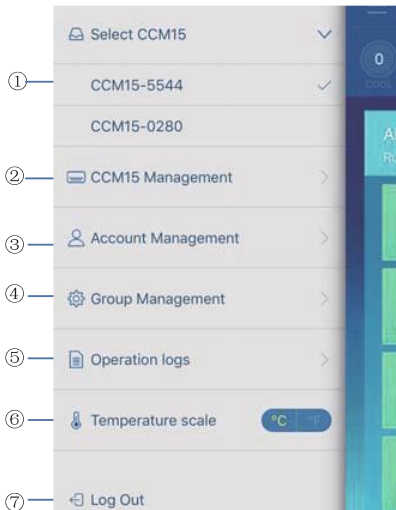 Select CCM15
① CCM15-5544
CCM15-0280
② CCM15 Management
③ Account Management
④ Group Management
⑤ Operation logs
⑥ Temperature scale °C °F
⑦ Log Out
0
COOL